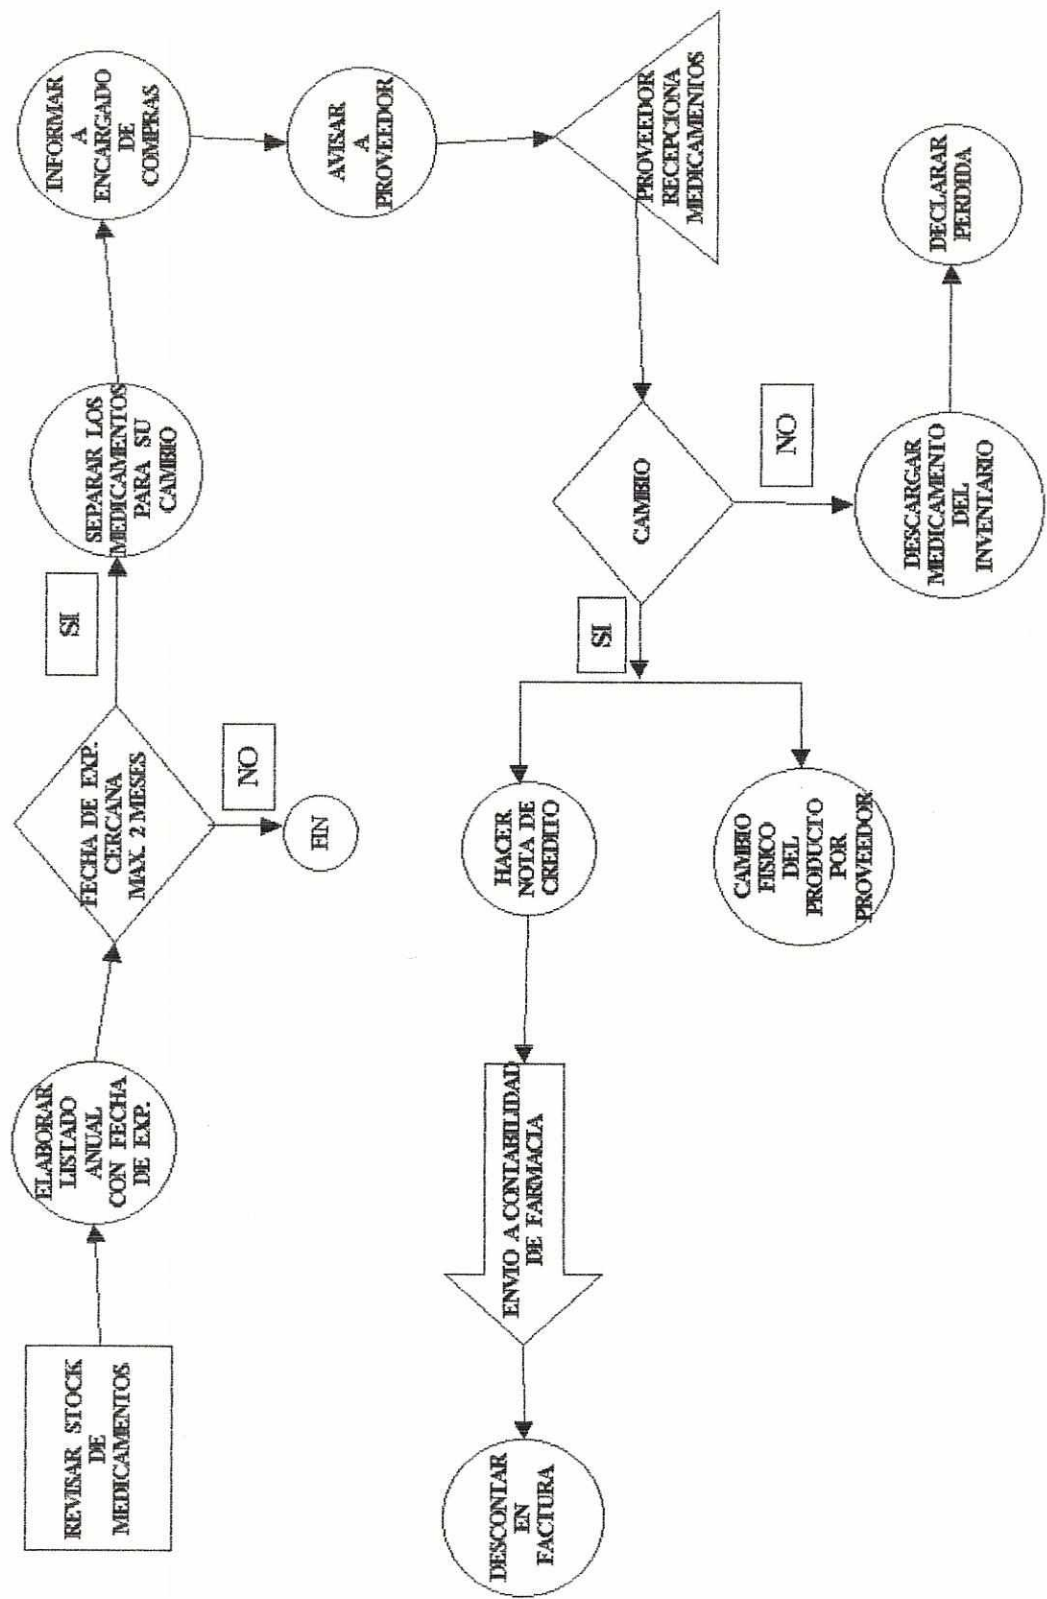 REVISAR STOCK
DE
MEDICAMENTOS
ELABORAR
LISTADO
ANUAL
CON FECHA
DE EXP.
FECHA DE EXP.
CERCANA
MAX. 2 MESES
SI
NO
FIN
SEPARAR LOS
MEDICAMENTOS
PARA SU
CAMBIO
INFORMAR
A
ENCARGADO
DE
COMPRAS
AVISAR
A
PROVEEDOR
PROVEEDOR
RECEPCIONA
MEDICAMENTOS
CAMBIO
NO
DESCARGAR
MEDICAMENTO
DEL
INVENTARIO
DECLARAR
PERDIDA
SI
HACER
NOTA DE
CREDITO
CAMBIO
FISICO
DEL
PRODUCTO
POR
PROVEEDOR
ENVIO A CONTABILIDAD
DE FARMACIA
DESCONTAR
EN
FACTURA